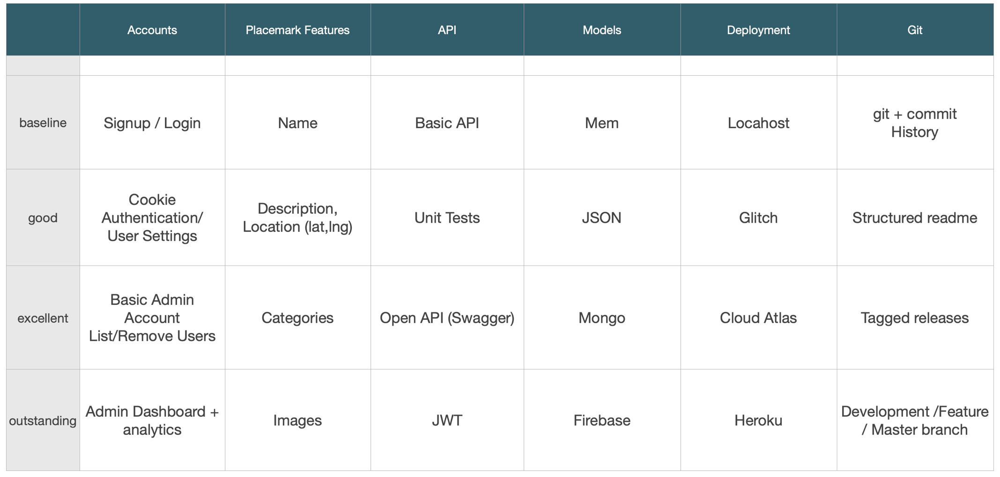 Accounts
Placemark Features
API
Models
Deployment
Git
baseline
Signup / Login
Name
Basic API
Mem
Locahost
git + commit
History
good
Cookie
Authentication/
User Settings
Description,
Location (lat,lng)
Unit Tests
JSON
Glitch
Structured readme
excellent
Basic Admin
Account
List/Remove Users
Categories
Open API (Swagger)
Mongo
Cloud Atlas
Tagged releases
outstanding
Admin Dashboard +
analytics
Images
JWT
Firebase
Heroku
Development /Feature
/ Master branch